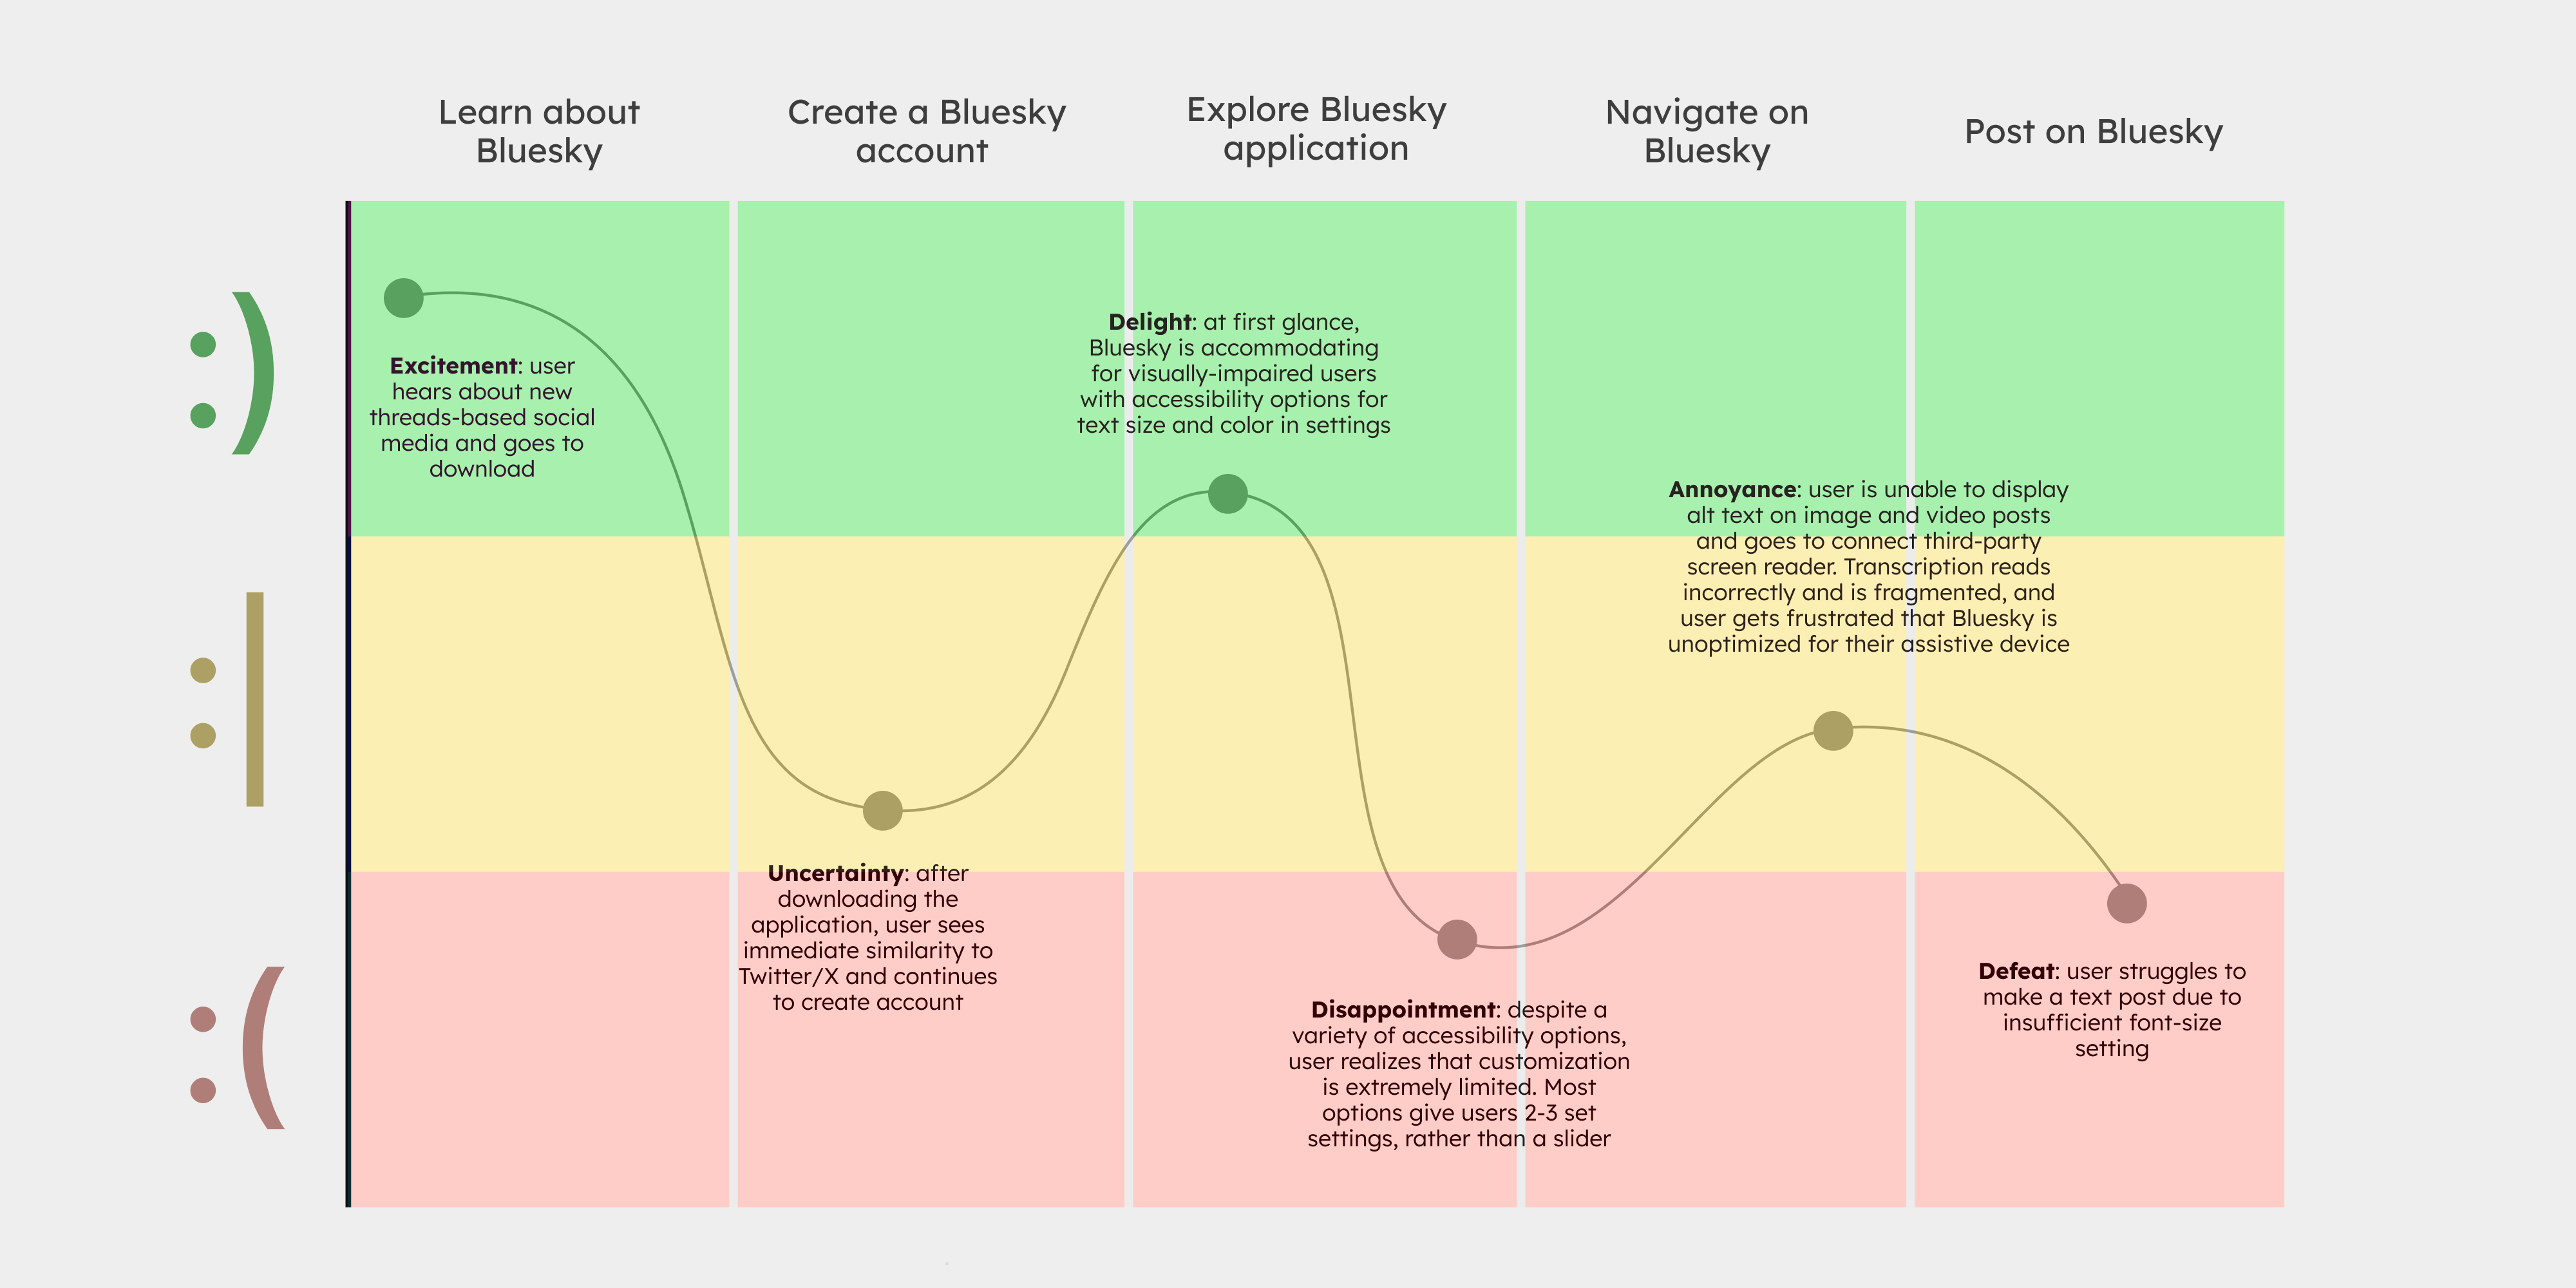 Learn about
Bluesky
Create a Bluesky
account
Explore Bluesky
application
Navigate on
Bluesky
Post on Bluesky
:)
Excitement: user
hears about new
threads-based social
media and goes to
download
Delight: at first glance,
Bluesky is accommodating
for visually-impaired users
with accessibility options for
text size and color in settings
Annoyance: user is unable to display
alt text on image and video posts
and goes to connect third-party
screen reader. Transcription reads
incorrectly and is fragmented, and
user gets frustrated that Bluesky is
unoptimized for their assistive device
:|
Uncertainty: after
downloading the
application, user sees
immediate similarity to
Twitter/X and continues
to create account
:(
Disappointment: despite a
variety of accessibility options,
user realizes that customization
is extremely limited. Most
options give users 2-3 set
settings, rather than a slider
Defeat: user struggles to
make a text post due to
insufficient font-size
setting